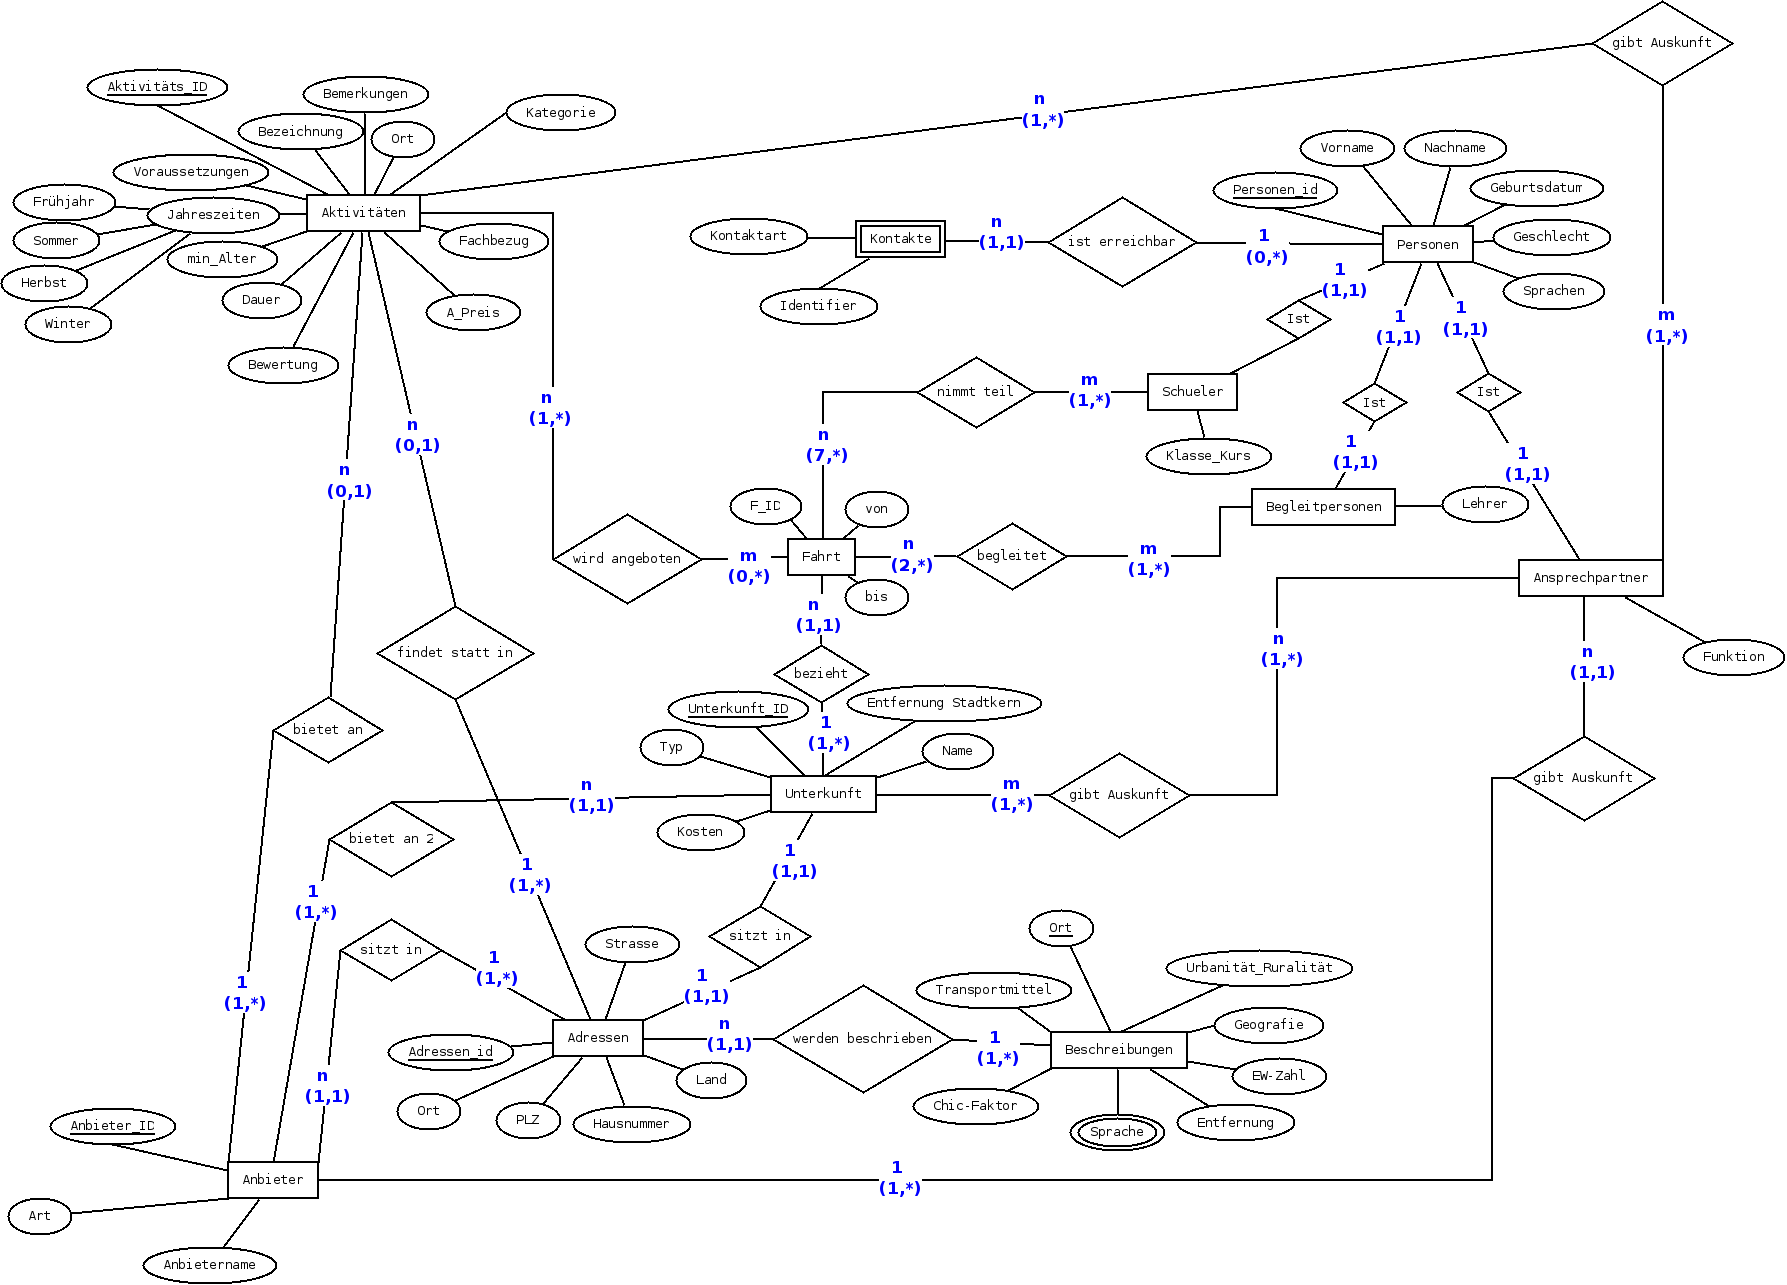 gibt Auskunft
Aktivitäts_ID
Bemerkungen
Kategorie
n
(1,*)
Bezeichnung
Ort
Vorname
Nachname
Voraussetzungen
Personen_id
Geburtsdatum
Frühjahr
Jahreszeiten
Aktivitäten
Sommer
Fachbezug
min_Alter
Herbst
Dauer
A_Preis
Winter
Bewertung
Kontaktart
Kontakte
n
(1,1)
ist erreichbar
1
(0,*)
Personen
Geschlecht
Sprachen
Identifier
1
(1,1)
Ist
1
(1,1)
1
(1,1)
m
(1,*)
nimmt teil
m
(1,*)
Schueler
Ist
Ist
n
(1,*)
n
(0,1)
n
(7,*)
Klasse_Kurs
1
(1,1)
1
(1,1)
n
(0,1)
F_ID
von
Begleitpersonen
Lehrer
wird angeboten
m
(0,*)
Fahrt
n
(2,*)
begleitet
m
(1,*)
Ansprechpartner
bis
n
(1,1)
findet statt in
bezieht
n
(1,*)
n
(1,1)
Funktion
Unterkunft_ID
Entfernung Stadtkern
bietet an
Typ
1
(1,*)
Name
n
(1,1)
Unterkunft
m
(1,*)
gibt Auskunft
gibt Auskunft
bietet an 2
Kosten
1
(1,*)
1
(1,1)
1
(1,*)
sitzt in
Strasse
sitzt in
Ort
1
(1,*)
1
(1,*)
1
(1,1)
Transportmittel
Urbanität_Ruralität
Adressen_id
Adressen
n
(1,1)
werden beschrieben
1
(1,*)
Beschreibungen
Geografie
n
(1,1)
Land
EW-Zahl
Ort
PLZ
Hausnummer
Chic-Faktor
Sprache
Entfernung
Anbieter_ID
Anbieter
1
(1,*)
Art
Anbietername